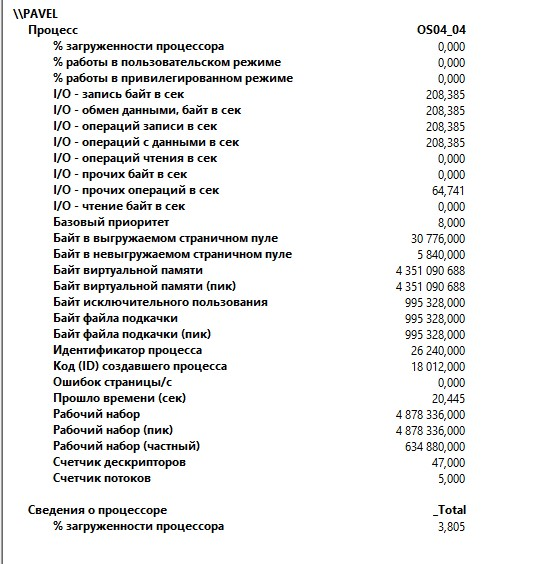 \\PAVEL
Процесс OS04_04
% загруженности процессора 0,000
% работы в пользовательском режиме 0,000
% работы в привилегированном режиме 0,000
I/O - запись байт в сек 208,385
I/O - обмен данными, байт в сек 208,385
I/O - операций записи в сек 208,385
I/O - операций с данными в сек 208,385
I/O - операций чтения в сек 0,000
I/O - прочих байт в сек 0,000
I/O - прочих операций в сек 64,741
I/O - чтение байт в сек 0,000
Базовый приоритет 8,000
Байт в выгружаемом страничном пуле 30 776,000
Байт в невыгружаемом страничном пуле 5 840,000
Байт виртуальной памяти 4 351 090 688
Байт виртуальной памяти (пик) 4 351 090 688
Байт исключительного пользования 995 328,000
Байт файла подкачки 995 328,000
Байт файла подкачки (пик) 995 328,000
Идентификатор процесса 26 240,000
Код (ID) создавшего процесса 18 012,000
Ошибок страницы/с 0,000
Прошло времени (сек) 20,445
Рабочий набор 4 878 336,000
Рабочий набор (пик) 4 878 336,000
Рабочий набор (частный) 634 880,000
Счетчик дескрипторов 47,000
Счетчик потоков 5,000
Сведения о процессоре _Total
% загруженности процессора 3,805